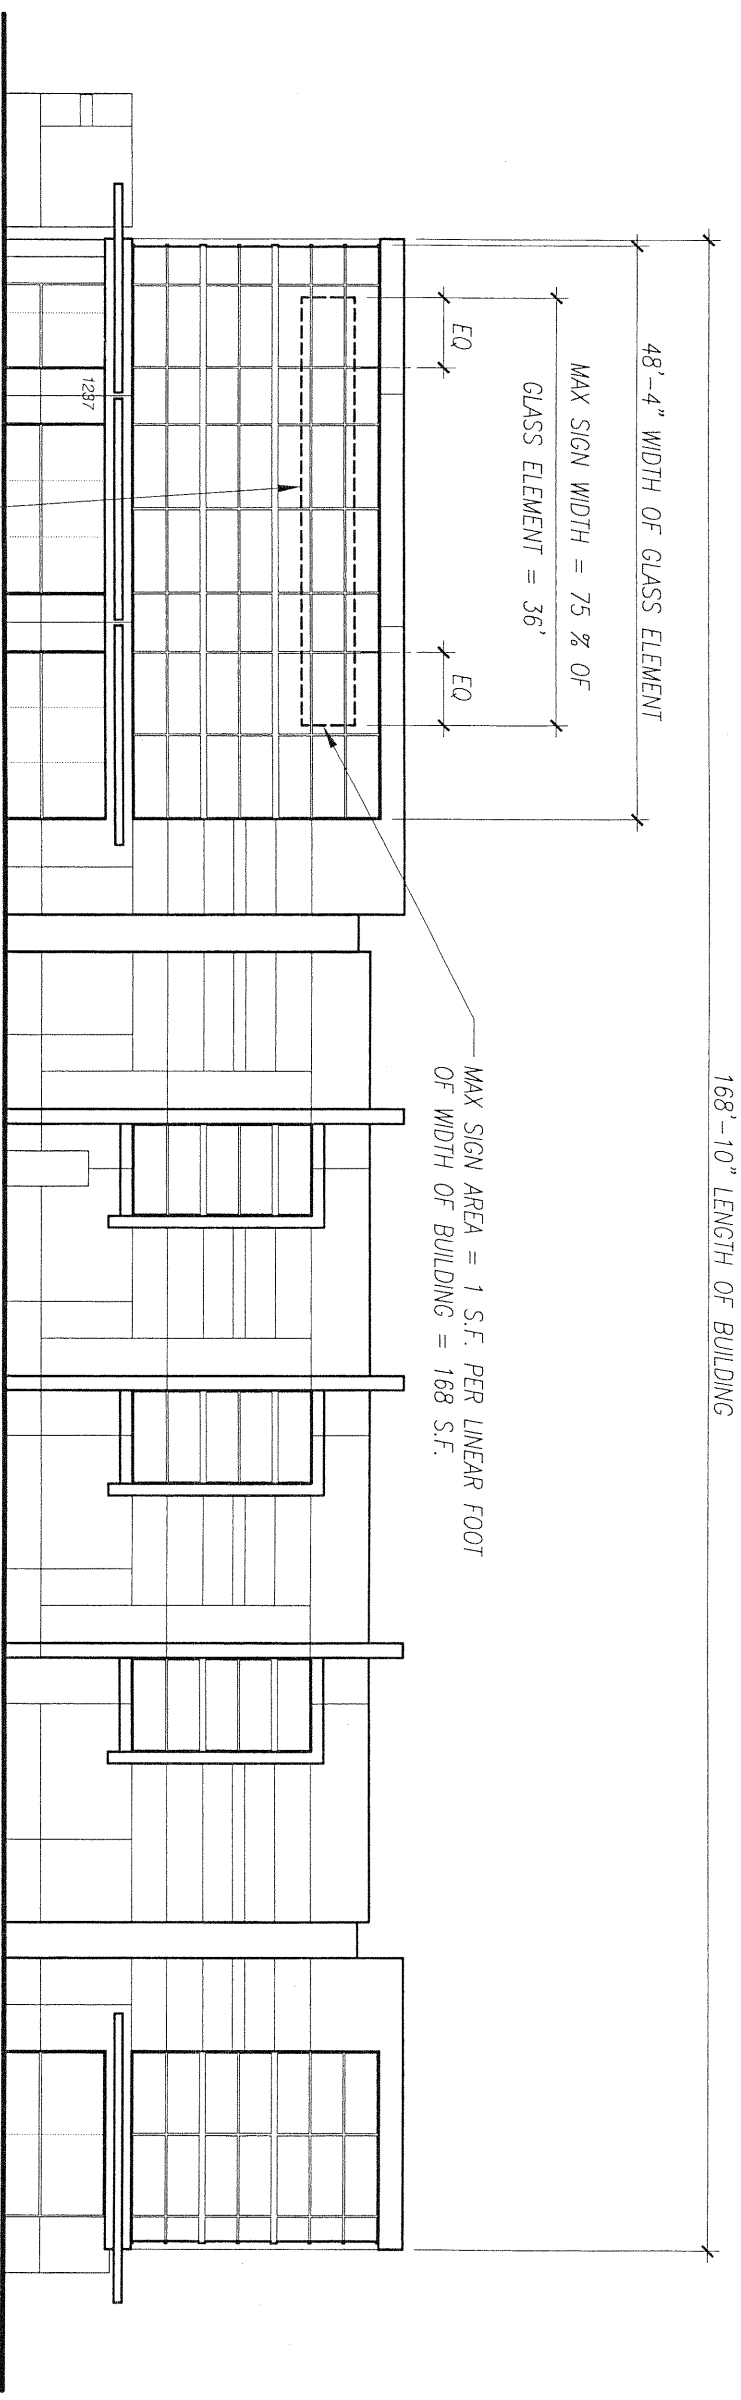 168'-10" LENGTH OF BUILDING
48'-4" WIDTH OF GLASS ELEMENT
MAX SIGN WIDTH = 75 % OF
GLASS ELEMENT = 36'
EQ
EQ
MAX SIGN AREA = 1 S.F. PER LINEAR FOOT
OF WIDTH OF BUILDING = 168 S.F.
1237